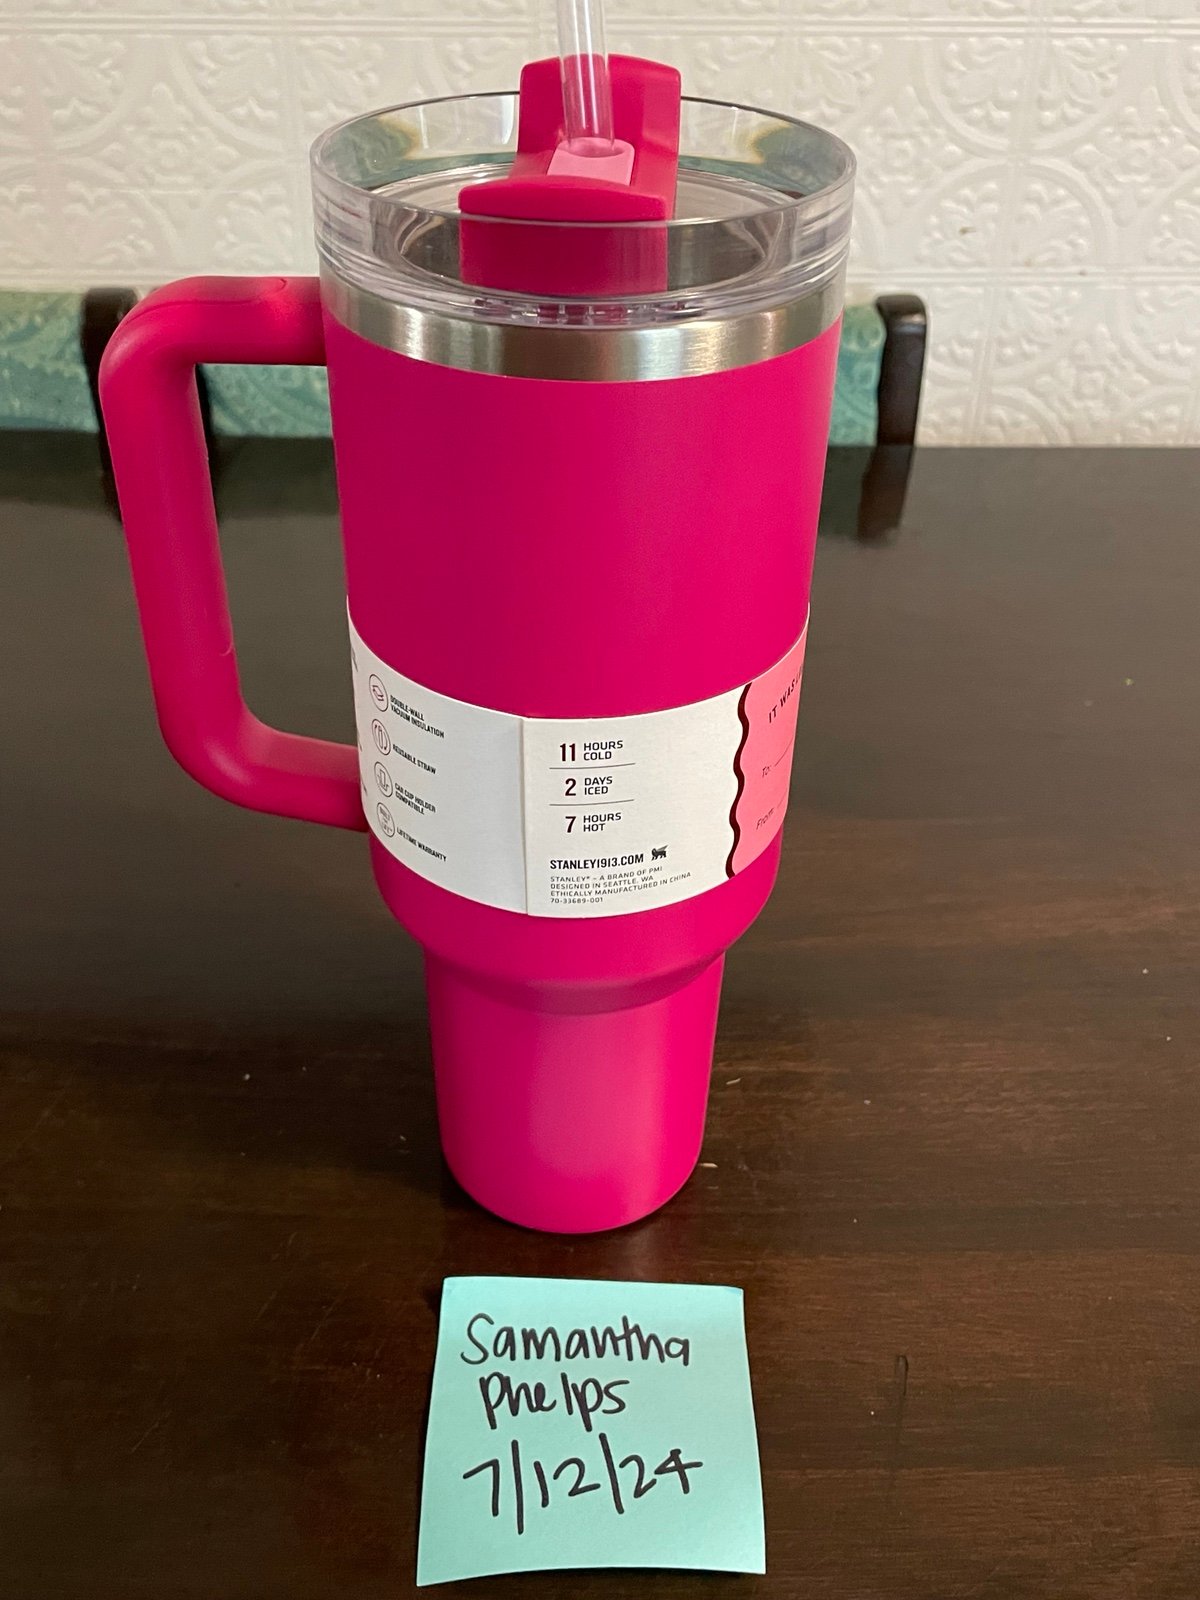 DOUBLE-WALL
VACUUM INSULATION
REUSABLE STRAW
CAR CUP HOLDER
COMPATIBLE
LIFETIME WARRANTY
11 HOURS
COLD
2 DAYS
ICED
7 HOURS
HOT
STANLEY1913.COM
STANLEY® – A BRAND OF PMI
DESIGNED IN SEATTLE, WA
ETHICALLY MANUFACTURED IN CHINA
70-33689-001
IT WAS
To:
From:
Samantha
Phelps
7/12/24